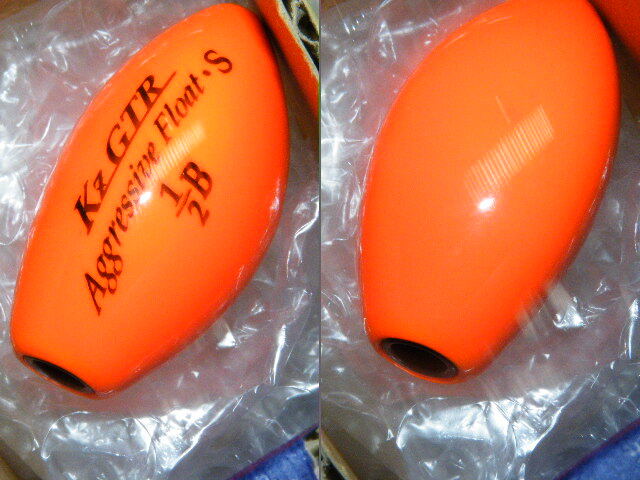 Kz GTR
Aggressive Float・S
1/2B